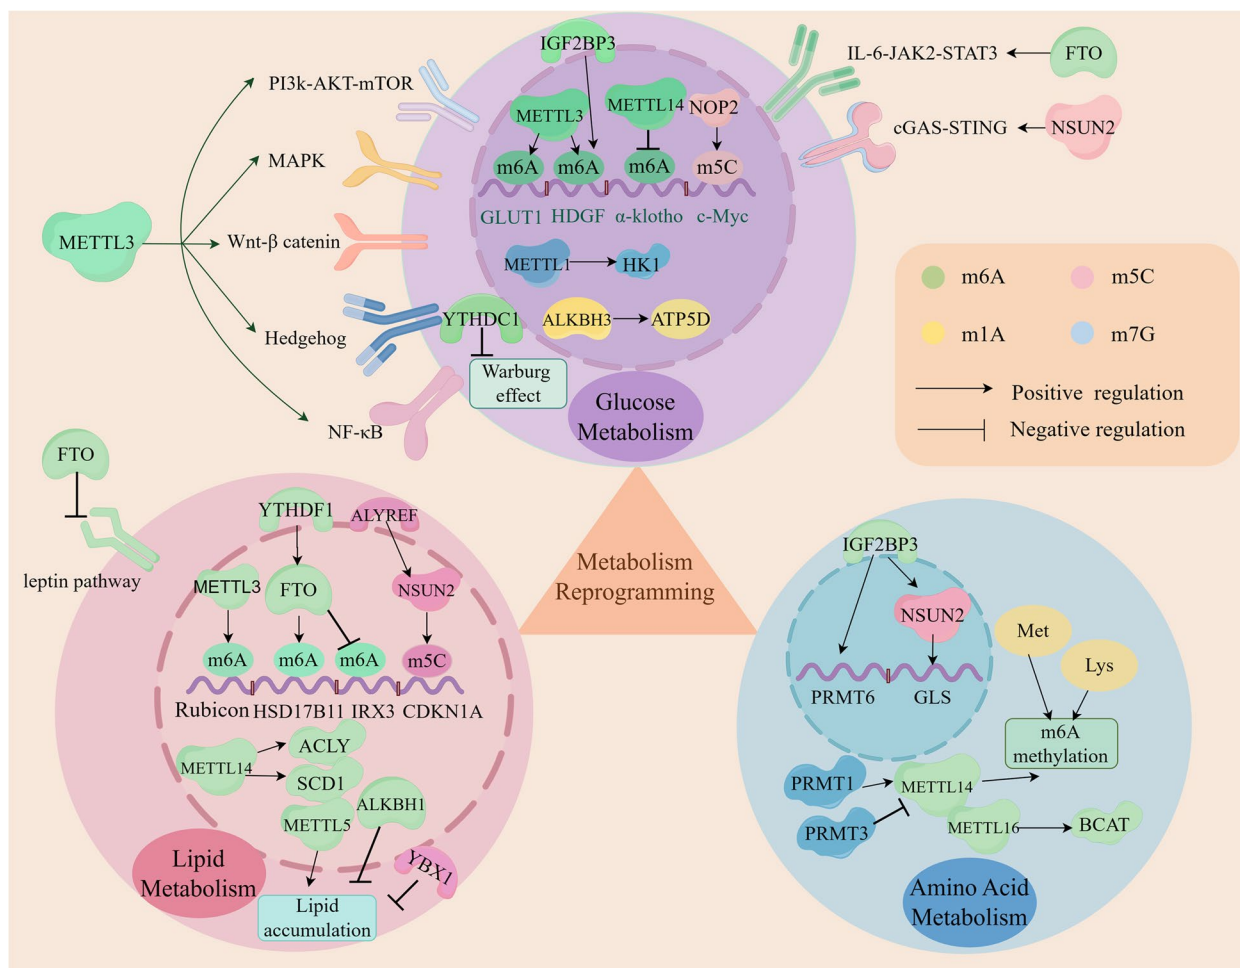 IGF2BP3
PI3k-AKT-mTOR
METTL3
METTL14
NOP2
IL-6-JAK2-STAT3
FTO
cGAS-STING
NSUN2
MAPK
m6A
m6A
m6A
m5C
GLUT1
HDGF
α-klotho
c-Myc
METTL3
Wnt-β catenin
METTL1
HK1
Hedgehog
YTHDC1
ALKBH3
ATP5D
Warburg
effect
NF-κB
Glucose
Metabolism
m6A
m5C
m1A
m7G
Positive regulation
Negative regulation
FTO
leptin pathway
Metabolism
Reprogramming
YTHDF1
ALYREF
METTL3
FTO
NSUN2
m6A
m6A
m6A
m5C
Rubicon
HSD17B11
IRX3
CDKN1A
METTL14
ACLY
SCD1
METTL5
ALKBH1
YBX1
Lipid
Metabolism
Lipid
accumulation
IGF2BP3
NSUN2
PRMT6
GLS
Met
Lys
m6A
methylation
PRMT1
METTL14
PRMT3
METTL16
BCAT
Amino Acid
Metabolism